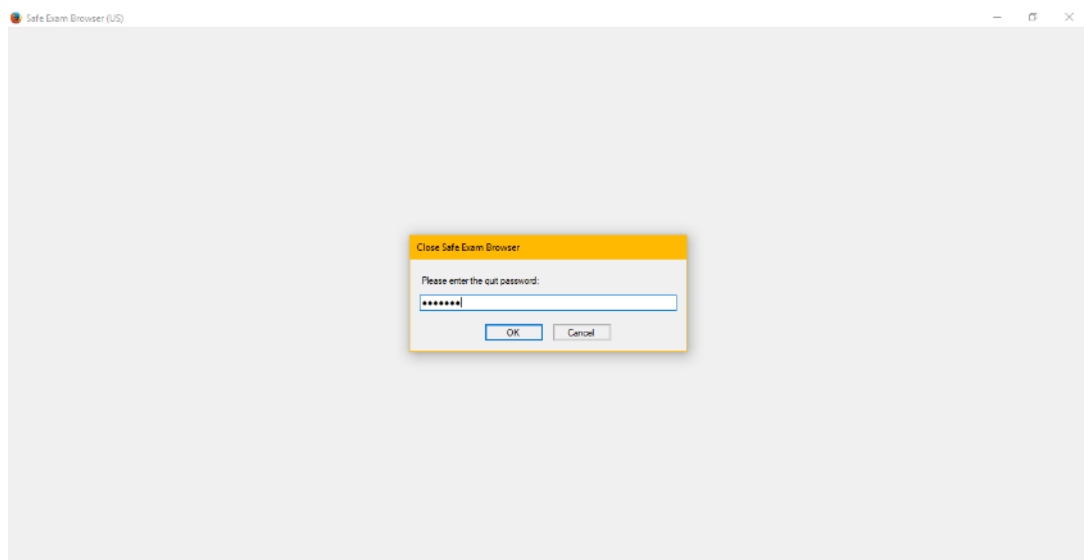 Safe Exam Browser (US)
Close Safe Exam Browser
Please enter the quit password:
•••••••
OK
Cancel